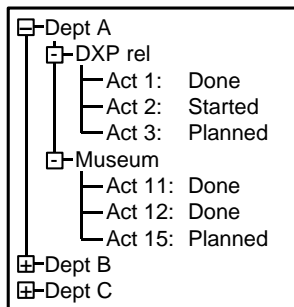 Dept A
DXP rel
Act 1: Done
Act 2: Started
Act 3: Planned
Museum
Act 11: Done
Act 12: Done
Act 15: Planned
Dept B
Dept C